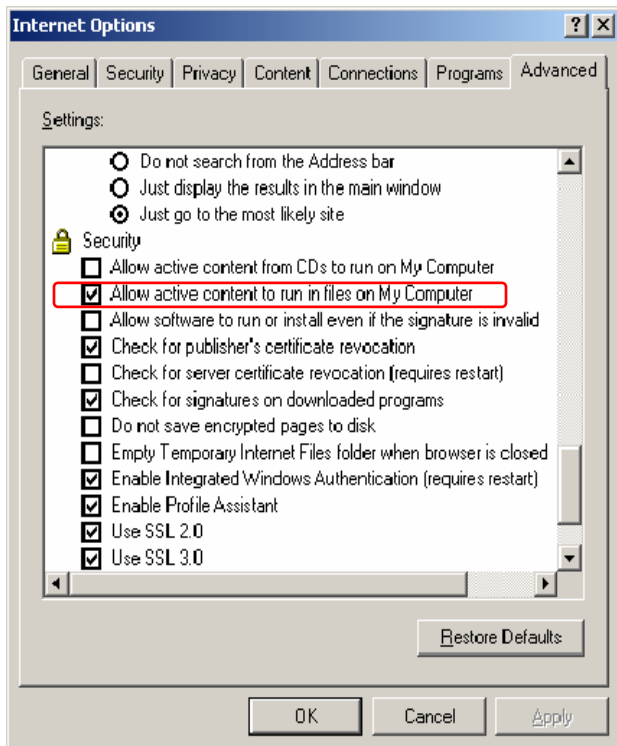 Internet Options
General Security Privacy Content Connections Programs Advanced
Settings:
Do not search from the Address bar
Just display the results in the main window
Just go to the most likely site
Security
Allow active content from CDs to run on My Computer
Allow active content to run in files on My Computer
Allow software to run or install even if the signature is invalid
Check for publisher's certificate revocation
Check for server certificate revocation (requires restart)
Check for signatures on downloaded programs
Do not save encrypted pages to disk
Empty Temporary Internet Files folder when browser is closed
Enable Integrated Windows Authentication (requires restart)
Enable Profile Assistant
Use SSL 2.0
Use SSL 3.0
Restore Defaults
OK Cancel Apply